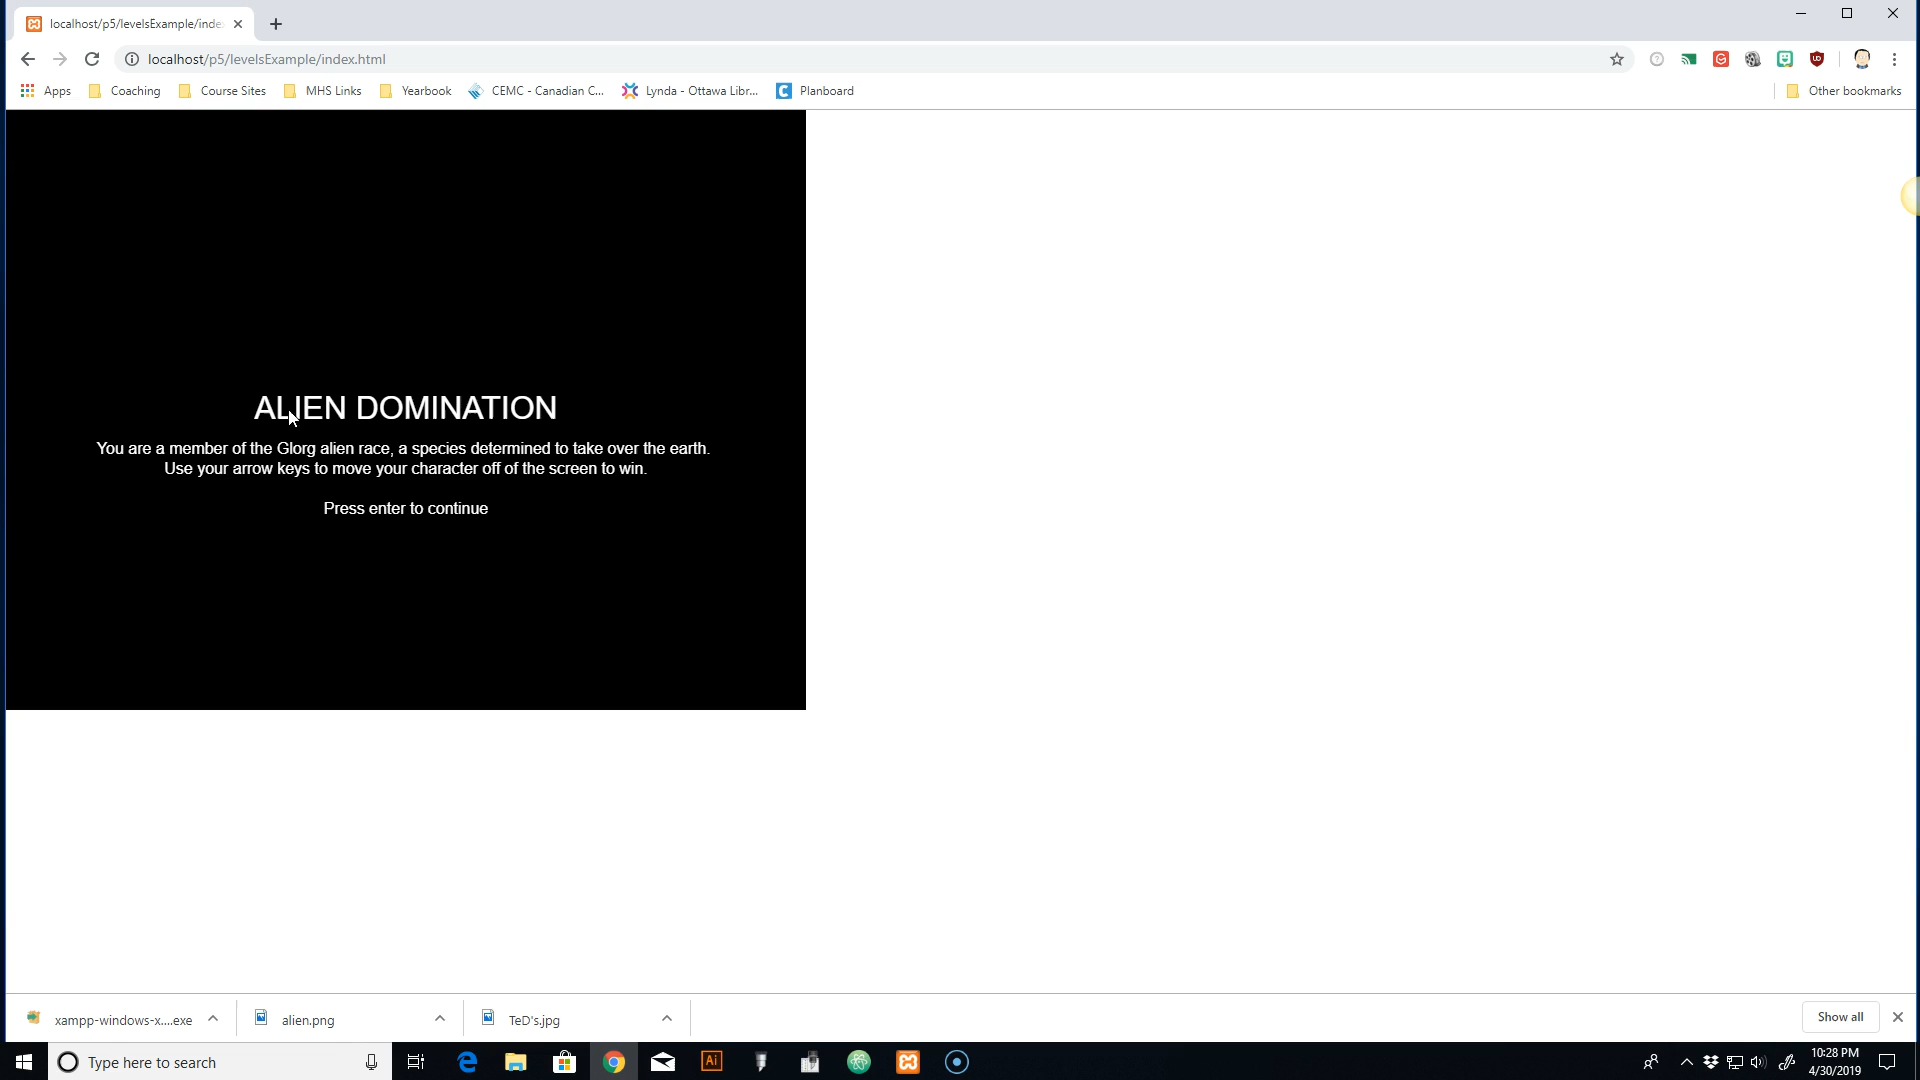 localhost/p5/levelsExample/inde
localhost/p5/levelsExample/index.html
Apps Coaching Course Sites MHS Links Yearbook CEMC - Canadian C... Lynda - Ottawa Libr... Planboard Other bookmarks
ALIEN DOMINATION
You are a member of the Glorg alien race, a species determined to take over the earth.
Use your arrow keys to move your character off of the screen to win.
Press enter to continue
xampp-windows-x....exe alien.png TeD's.jpg Show all
Type here to search Ai 10:28 PM
4/30/2019